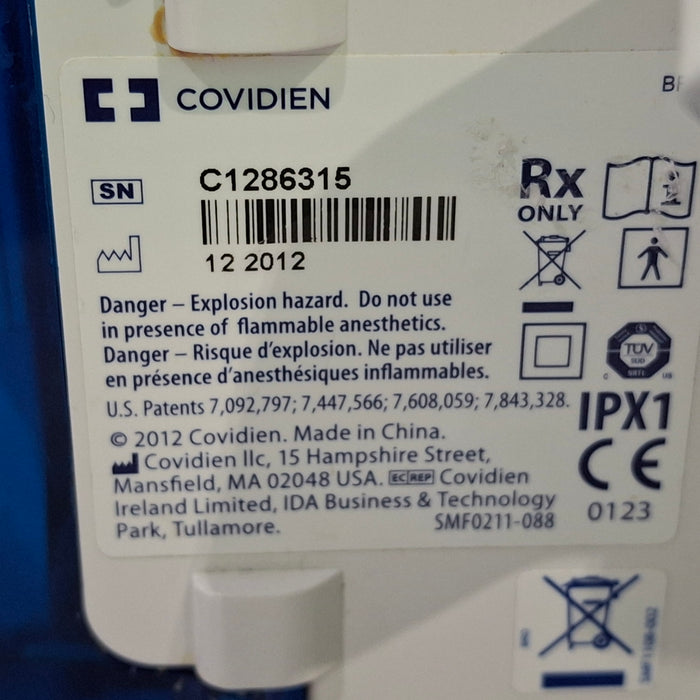 COVIDIEN
SN
C1286315
12 2012
Rx
ONLY
Danger – Explosion hazard. Do not use
in presence of flammable anesthetics.
Danger – Risque d'explosion. Ne pas utiliser
en présence d'anesthésiques inflammables.
TÜV
SÜD
U.S. Patents 7,092,797; 7,447,566; 7,608,059; 7,843,328.
IPX1
© 2012 Covidien. Made in China.
Covidien llc, 15 Hampshire Street,
Mansfield, MA 02048 USA. EC REP Covidien
Ireland Limited, IDA Business & Technology
Park, Tullamore.
SMF0211-088
CE
0123